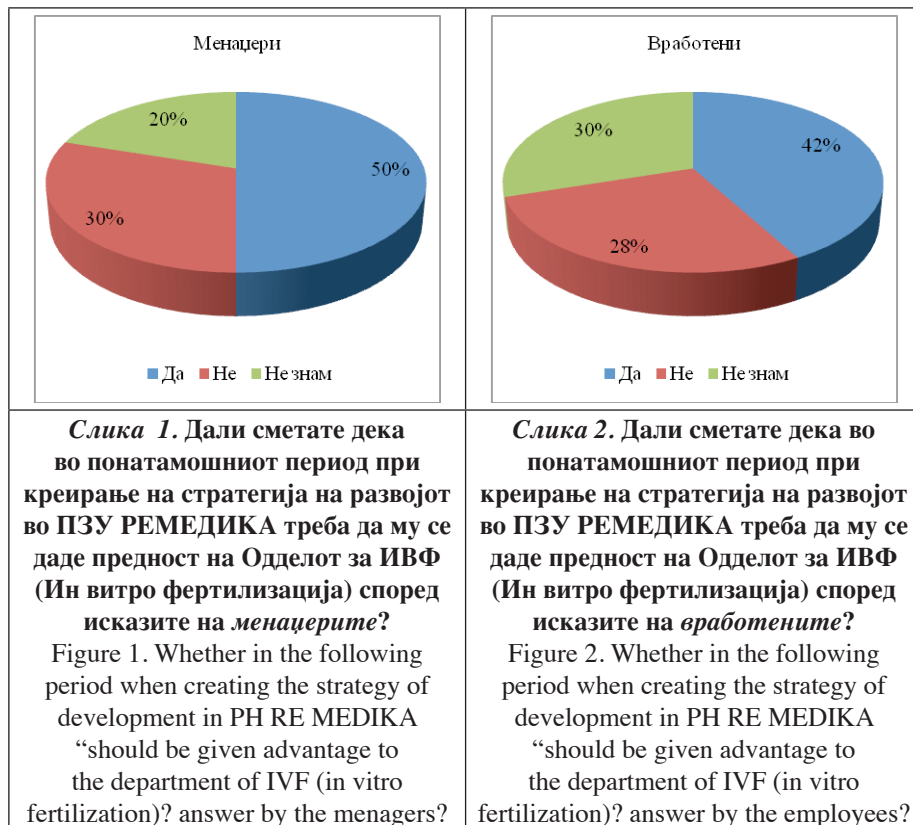 Менаџери
20%
50%
30%
Да Не Не знам
Слика 1. Дали сметате дека
во понатамошниот период при
креирање на стратегија на развојот
во ПЗУ РЕМЕДИКА треба да му се
даде предност на Одделот за ИВФ
(Ин витро фертилизација) според
исказите на менаџерите?
Figure 1. Whether in the following
period when creating the strategy of
development in PH RE MEDIKA
“should be given advantage to
the department of IVF (in vitro
fertilization)? answer by the menagers?
Вработени
30%
42%
28%
Да Не Не знам
Слика 2. Дали сметате дека во
понатамошниот период при
креирање на стратегија на развојот
во ПЗУ РЕМЕДИКА треба да му се
даде предност на Одделот за ИВФ
(Ин витро фертилизација) според
исказите на вработените?
Figure 2. Whether in the following
period when creating the strategy of
development in PH RE MEDIKA
“should be given advantage to
the department of IVF (in vitro
fertilization)? answer by the employees?